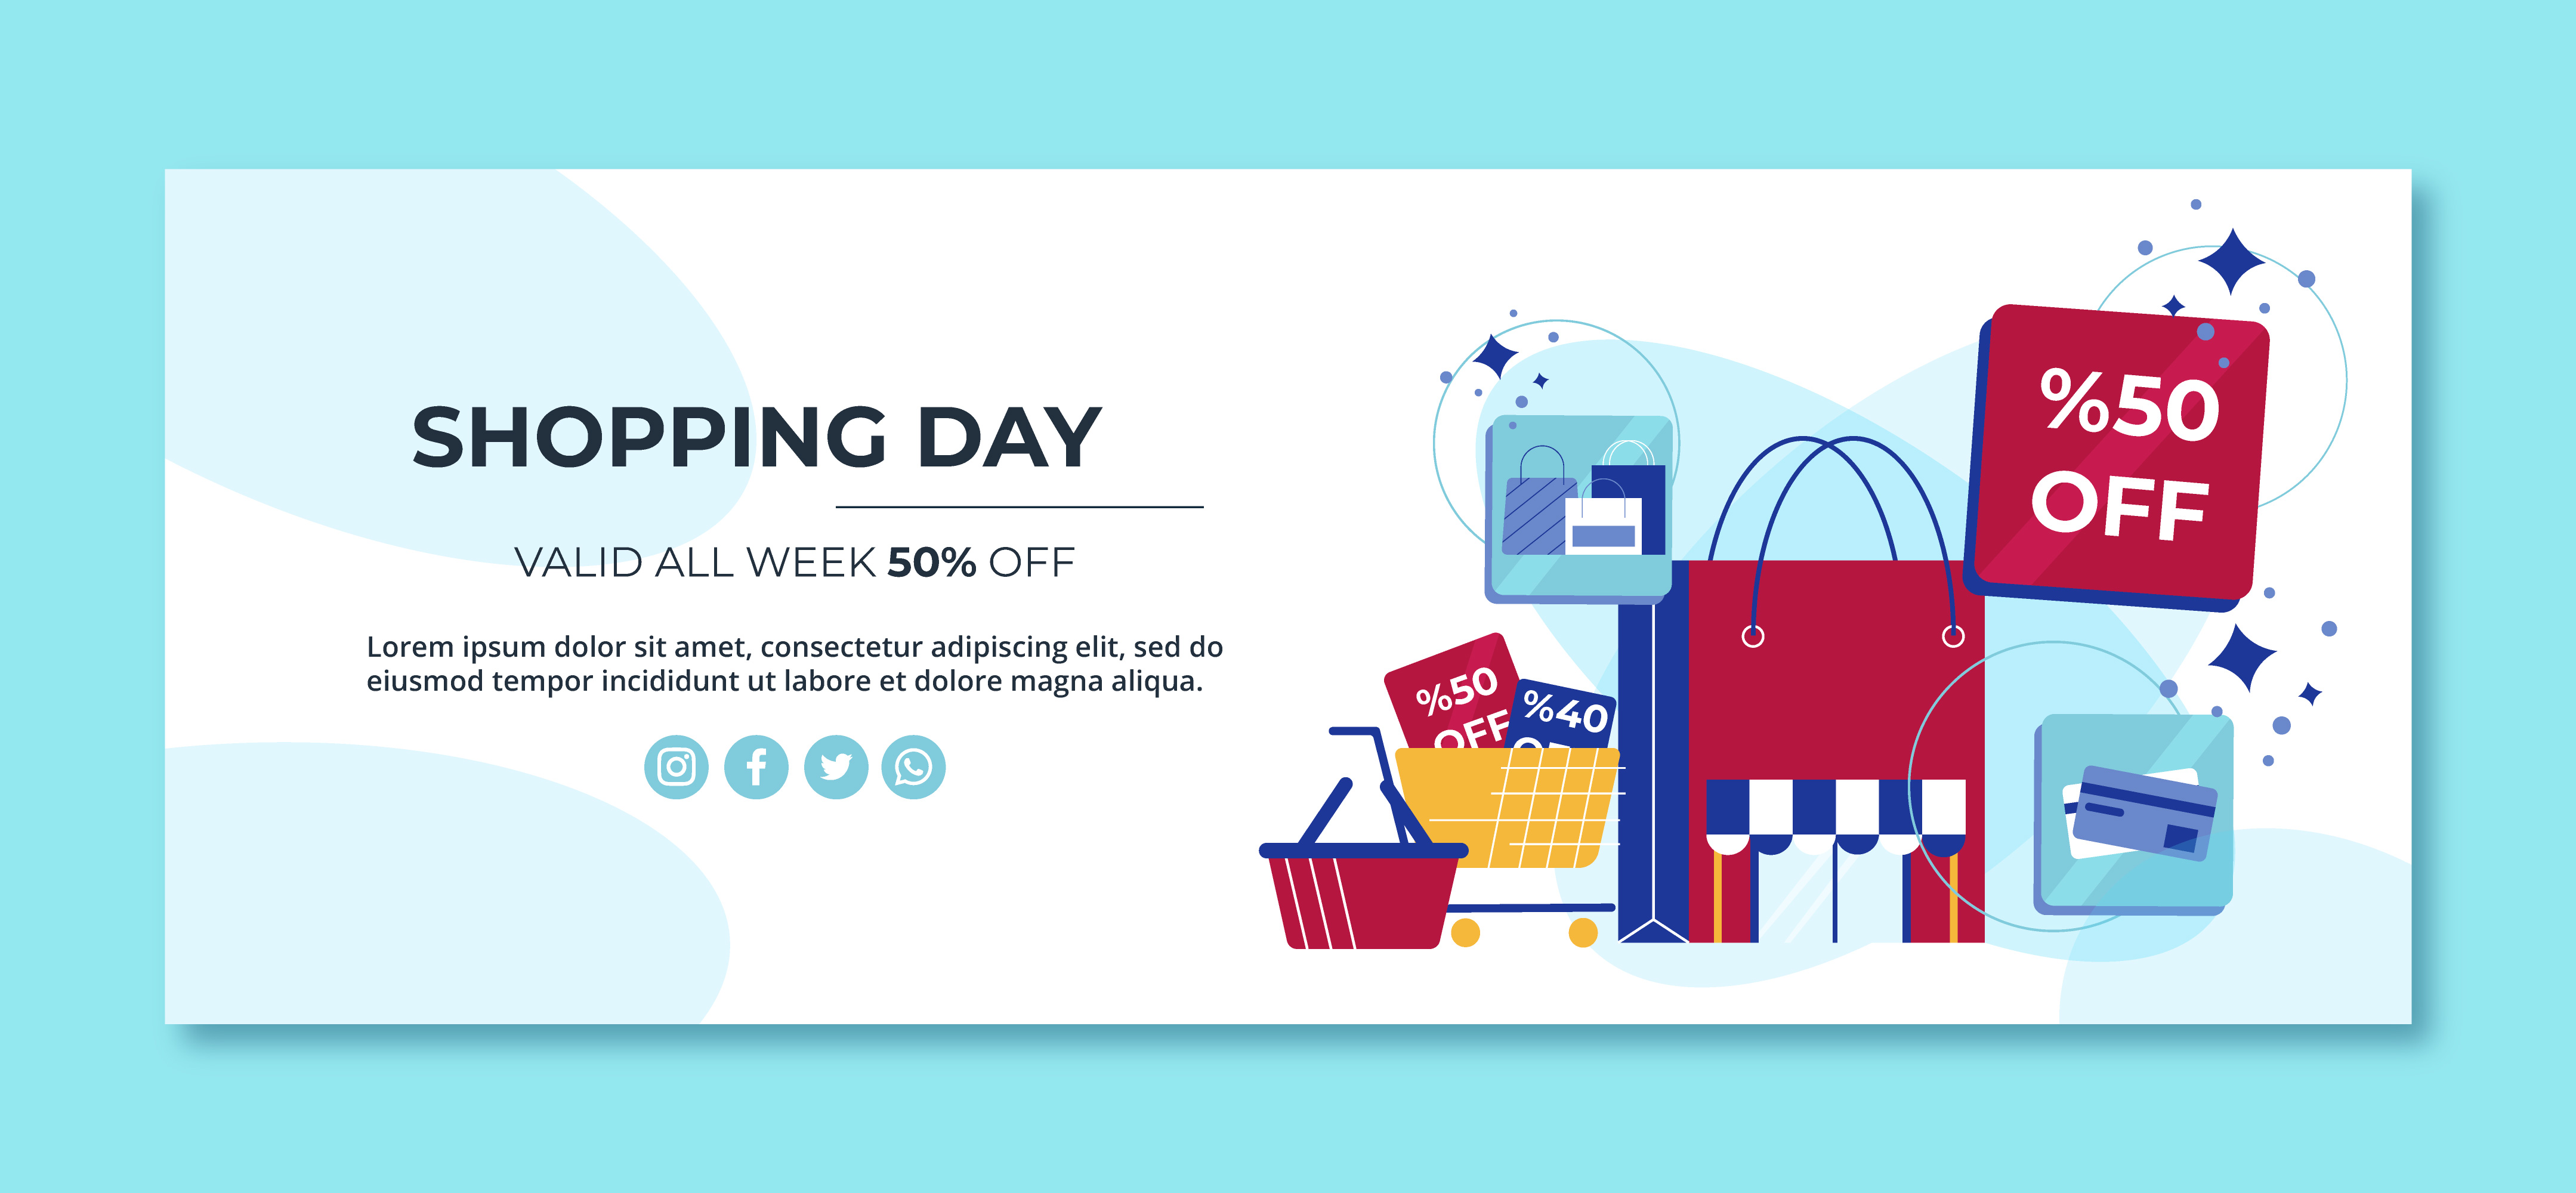 SHOPPING DAY
VALID ALL WEEK 50% OFF
Lorem ipsum dolor sit amet, consectetur adipiscing elit, sed do
eiusmod tempor incididunt ut labore et dolore magna aliqua.
%50
OFF
%50
OFF
%40